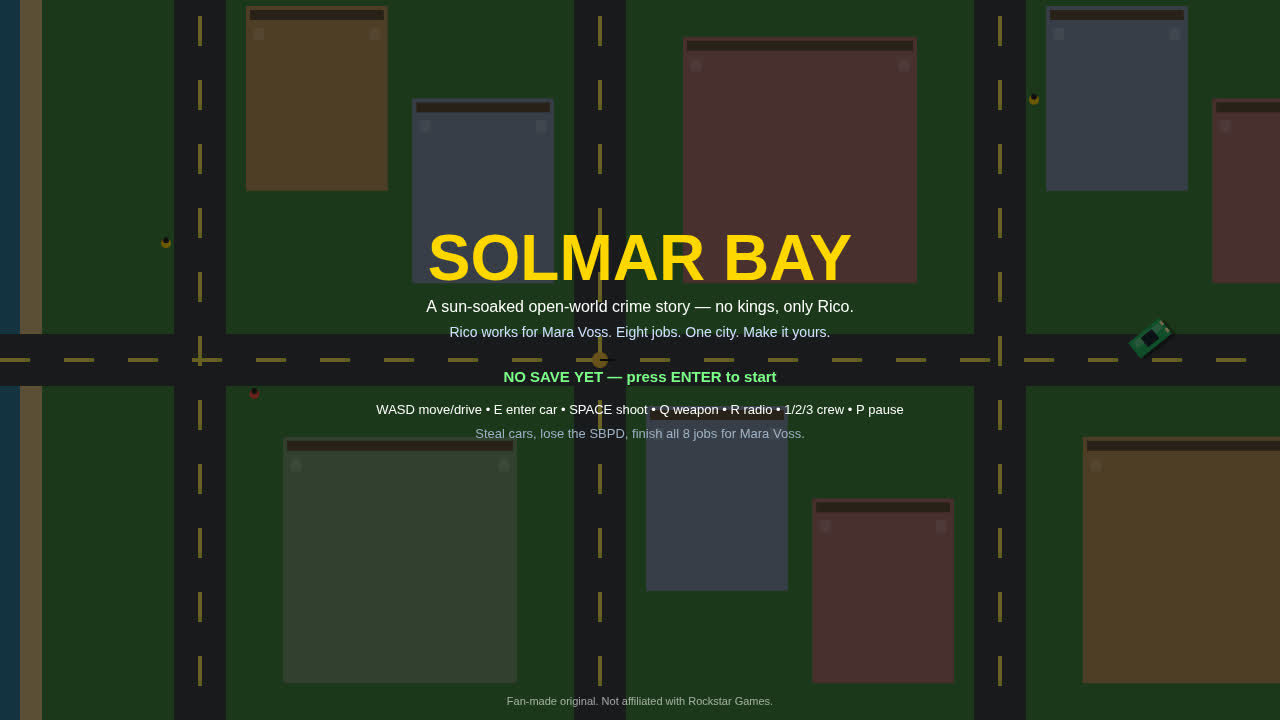 SOLMAR BAY
A sun-soaked open-world crime story — no kings, only Rico.
Rico works for Mara Voss. Eight jobs. One city. Make it yours.
NO SAVE YET — press ENTER to start
WASD move/drive • E enter car • SPACE shoot • Q weapon • R radio • 1/2/3 crew • P pause
Steal cars, lose the SBPD, finish all 8 jobs for Mara Voss.
Fan-made original. Not affiliated with Rockstar Games.